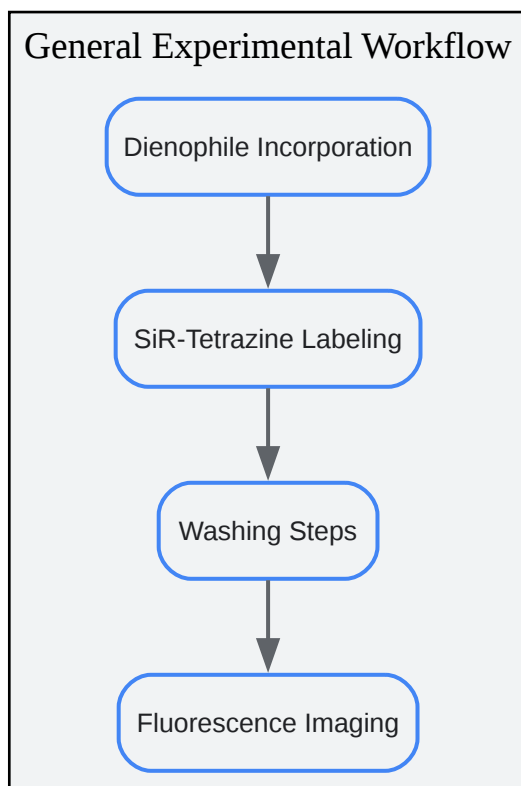 General Experimental Workflow
Dienophile Incorporation
SiR-Tetrazine Labeling
Washing Steps
Fluorescence Imaging